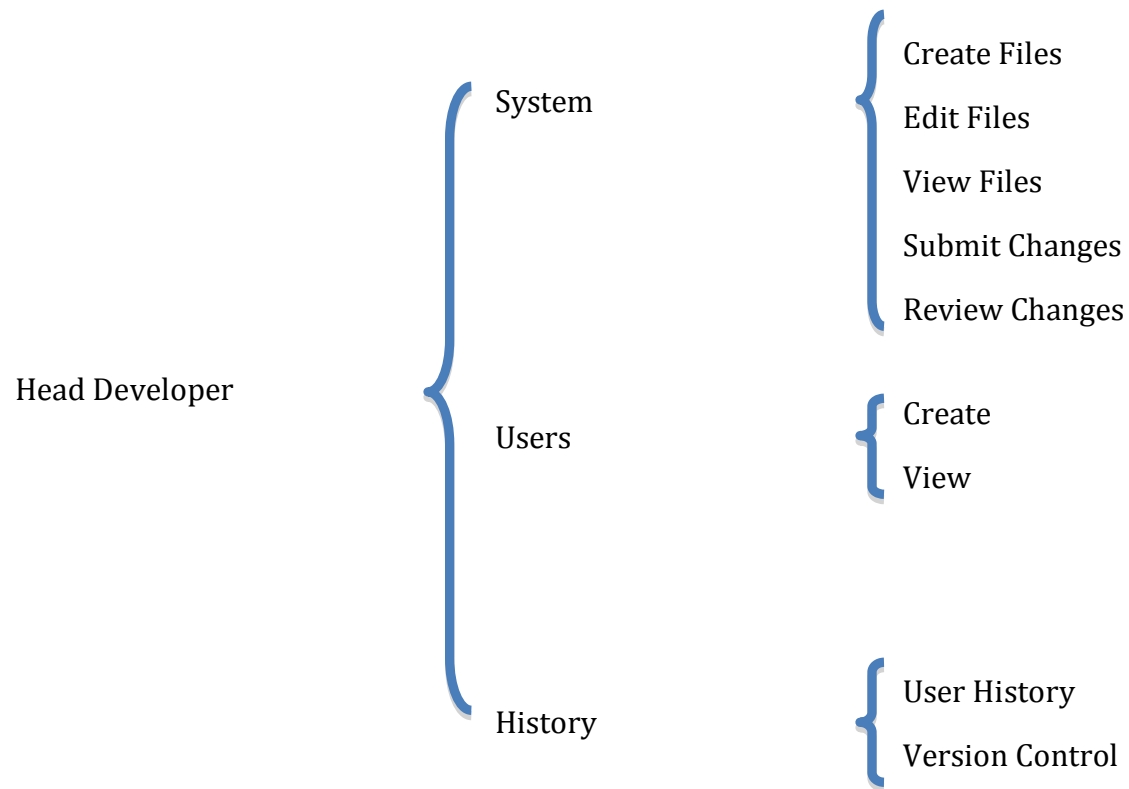 Head Developer
System
Create Files
Edit Files
View Files
Submit Changes
Review Changes
Users
Create
View
History
User History
Version Control